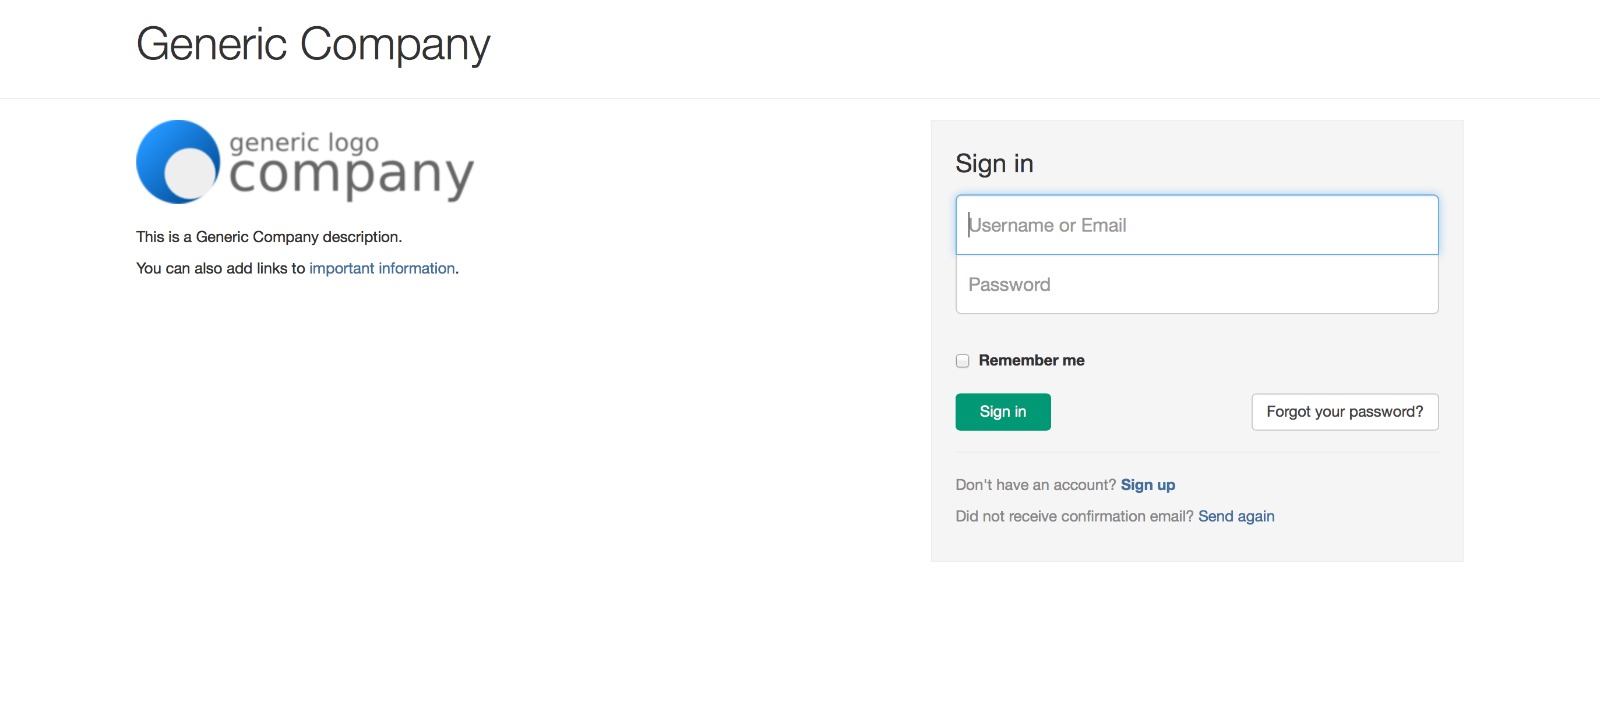 Generic Company
generic logo
company
This is a Generic Company description.
You can also add links to important information.
Sign in
Username or Email
Password
Remember me
Sign in
Forgot your password?
Don't have an account? Sign up
Did not receive confirmation email? Send again